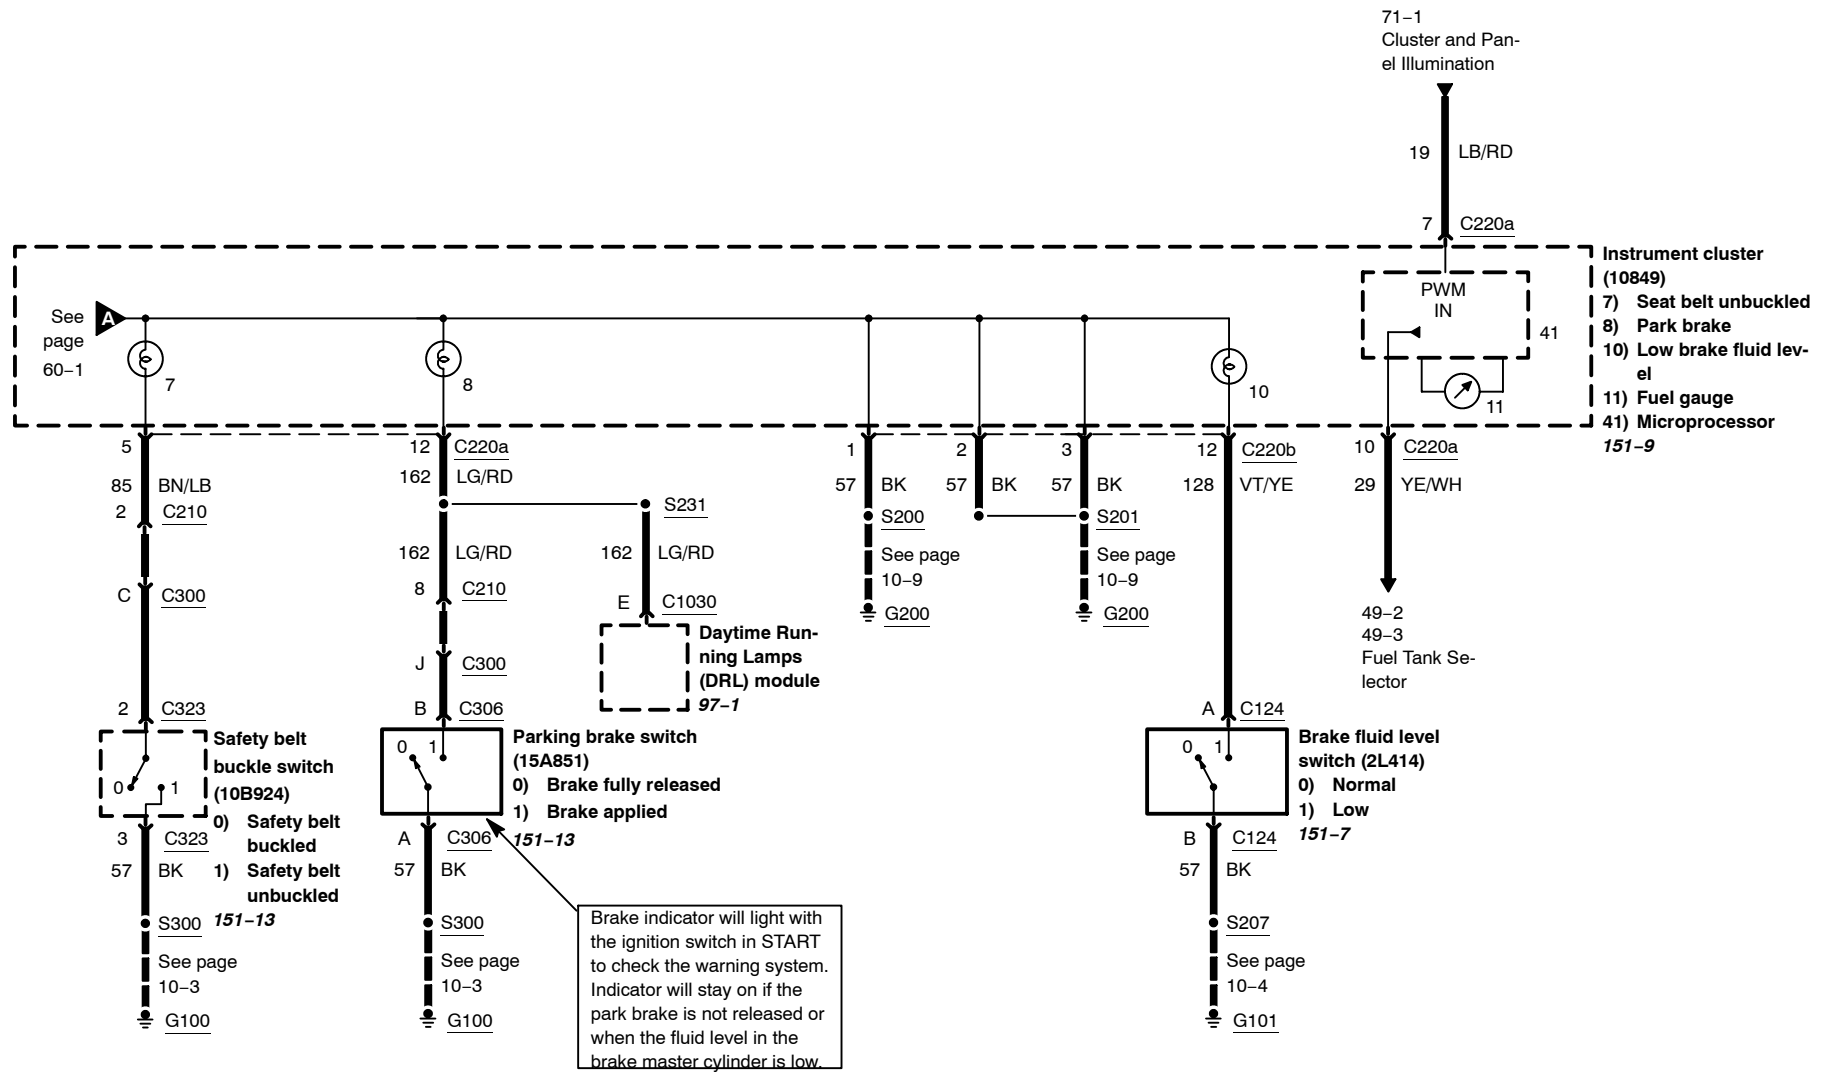 71–1
Cluster and Pan-
el Illumination
19 LB/RD
7 C220a
Instrument cluster
(10849)
7) Seat belt unbuckled
8) Park brake
10) Low brake fluid lev-
el
11) Fuel gauge
41) Microprocessor
151–9
PWM
IN
41
11
See
page
60–1
A
7
8
10
5
85 BN/LB
2 C210
C C300
2 C323
Safety belt
buckle switch
(10B924)
0) Safety belt
buckled
1) Safety belt
unbuckled
151–13
0 1
3 C323
57 BK
S300
See page
10–3
G100
12 C220a
162 LG/RD
S231
162 LG/RD
8 C210
J C300
B C306
162 LG/RD
E C1030
Daytime Run-
ning Lamps
(DRL) module
97–1
0 1
Parking brake switch
(15A851)
0) Brake fully released
1) Brake applied
151–13
A C306
57 BK
S300
See page
10–3
G100
Brake indicator will light with
the ignition switch in START
to check the warning system.
Indicator will stay on if the
park brake is not released or
when the fluid level in the
brake master cylinder is low.
1
57 BK
S200
See page
10–9
G200
2
57 BK
3
57 BK
S201
See page
10–9
G200
12 C220b
128 VT/YE
A C124
0 1
Brake fluid level
switch (2L414)
0) Normal
1) Low
151–7
B C124
57 BK
S207
See page
10–4
G101
10 C220a
29 YE/WH
49–2
49–3
Fuel Tank Se-
lector